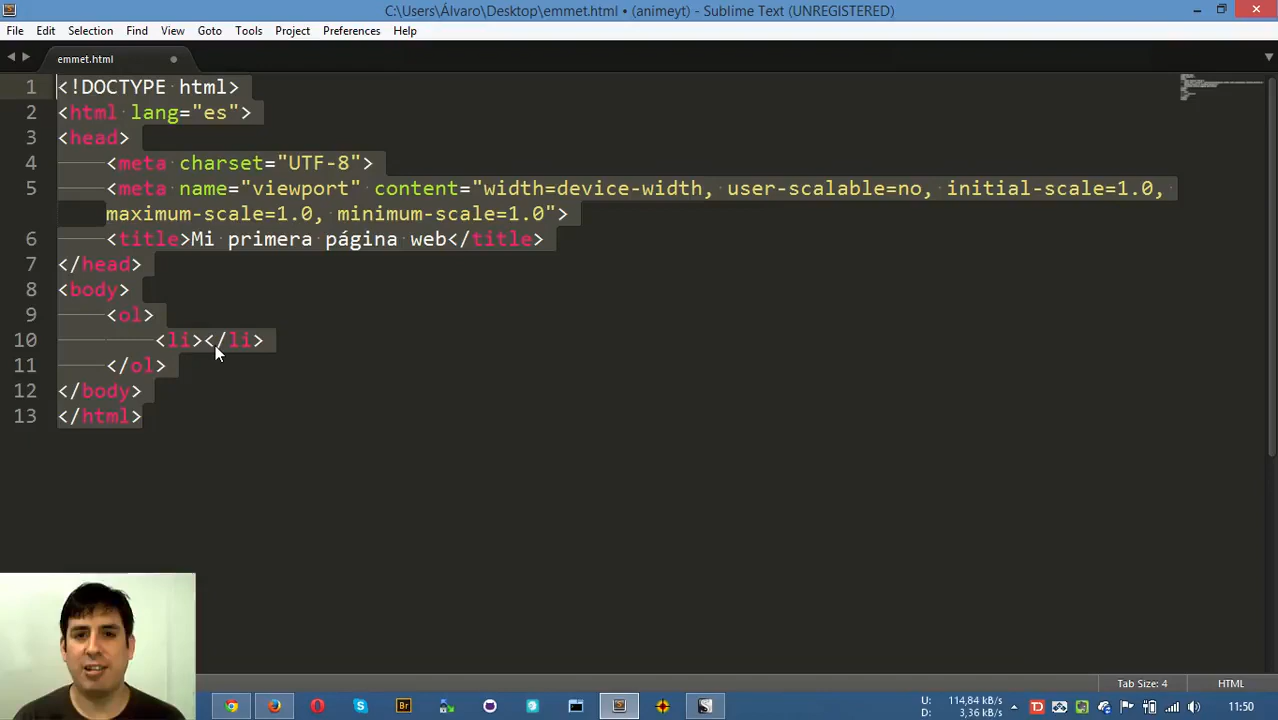 C:\Users\Álvaro\Desktop\emmet.html • (animeyt) - Sublime Text (UNREGISTERED)
File Edit Selection Find View Goto Tools Project Preferences Help
emmet.html
1 <!DOCTYPE html>
2 <html lang="es">
3 <head>
4 <meta charset="UTF-8">
5 <meta name="viewport" content="width=device-width, user-scalable=no, initial-scale=1.0,
maximum-scale=1.0, minimum-scale=1.0">
6 <title>Mi primera página web</title>
7 </head>
8 <body>
9 <ol>
10 <li></li>
11 </ol>
12 </body>
13 </html>
Tab Size: 4 HTML
Br
U: 114,84 kB/s
D: 3,36 kB/s
TD
11:50